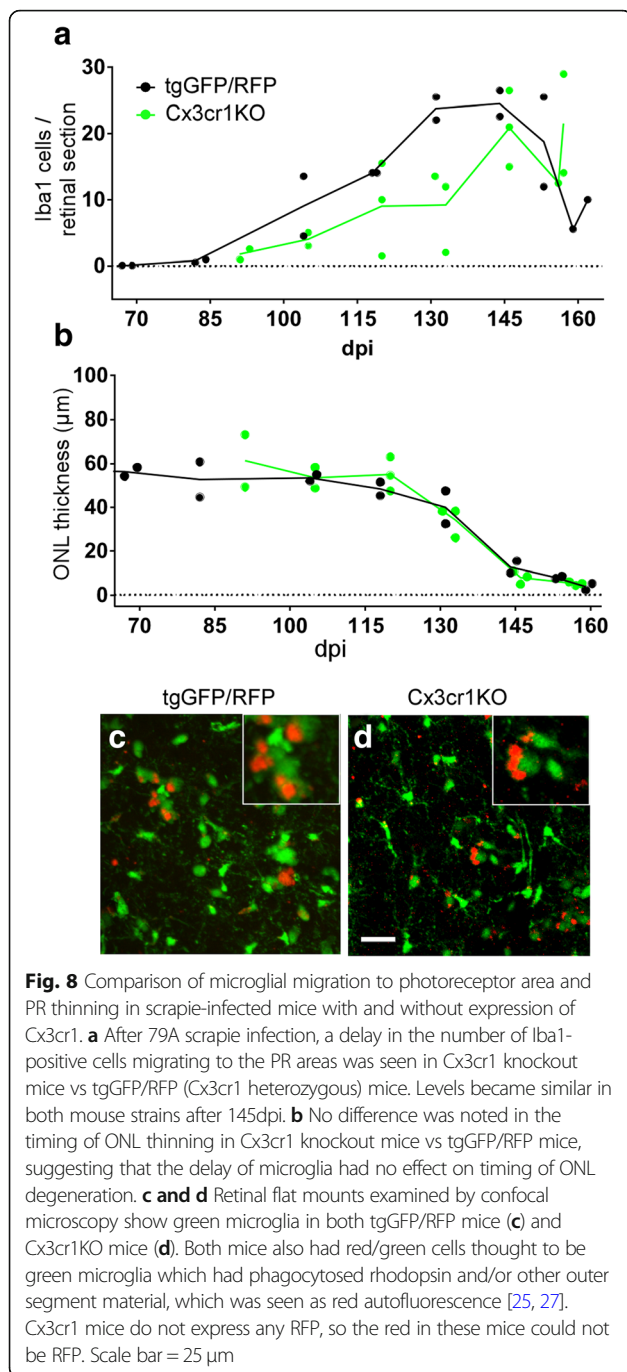 a
30
20
10
0
Iba1 cells /
retinal section
tgGFP/RFP
Cx3cr1KO
70 85 100 115 130 145 160
dpi
b
100
80
60
40
20
0
ONL thickness (µm)
70 85 100 115 130 145 160
dpi
tgGFP/RFP Cx3cr1KO
c d
Fig. 8 Comparison of microglial migration to photoreceptor area and
PR thinning in scrapie-infected mice with and without expression of
Cx3cr1. a After 79A scrapie infection, a delay in the number of Iba1-
positive cells migrating to the PR areas was seen in Cx3cr1 knockout
mice vs tgGFP/RFP (Cx3cr1 heterozygous) mice. Levels became similar in
both mouse strains after 145dpi. b No difference was noted in the
timing of ONL thinning in Cx3cr1 knockout mice vs tgGFP/RFP mice,
suggesting that the delay of microglia had no effect on timing of ONL
degeneration. c and d Retinal flat mounts examined by confocal
microscopy show green microglia in both tgGFP/RFP mice (c) and
Cx3cr1KO mice (d). Both mice also had red/green cells thought to be
green microglia which had phagocytosed rhodopsin and/or other outer
segment material, which was seen as red autofluorescence [25, 27].
Cx3cr1 mice do not express any RFP, so the red in these mice could not
be RFP. Scale bar = 25 µm